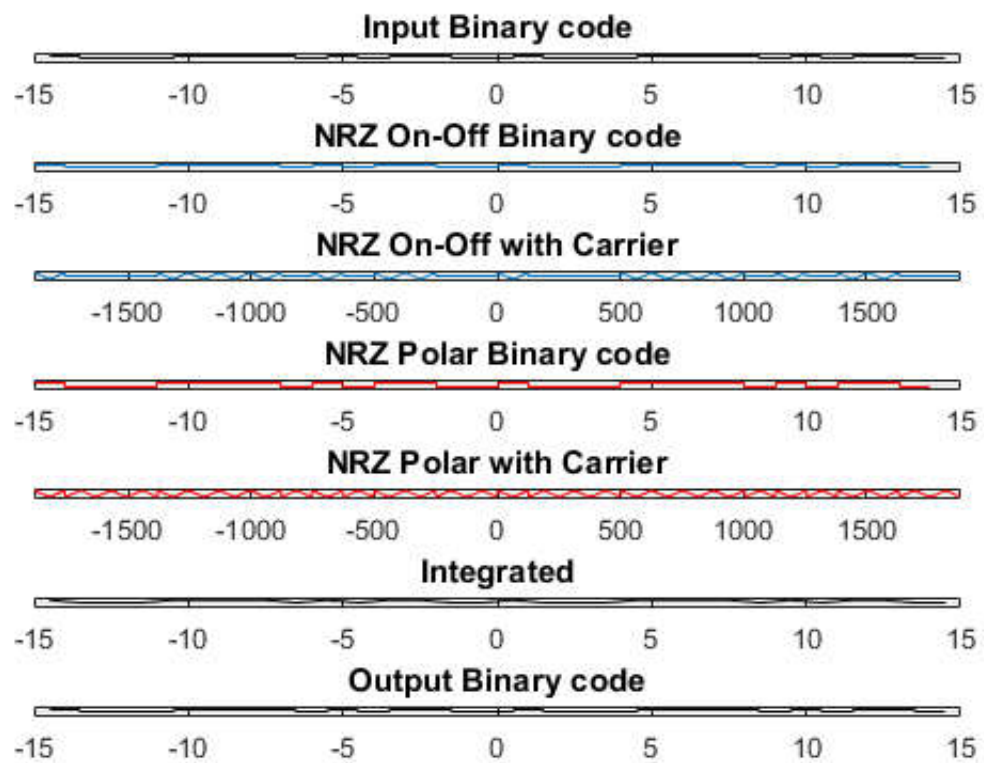 Input Binary code
-15 -10 -5 0 5 10 15
NRZ On-Off Binary code
-15 -10 -5 0 5 10 15
NRZ On-Off with Carrier
-1500 -1000 -500 0 500 1000 1500
NRZ Polar Binary code
-15 -10 -5 0 5 10 15
NRZ Polar with Carrier
-1500 -1000 -500 0 500 1000 1500
Integrated
-15 -10 -5 0 5 10 15
Output Binary code
-15 -10 -5 0 5 10 15